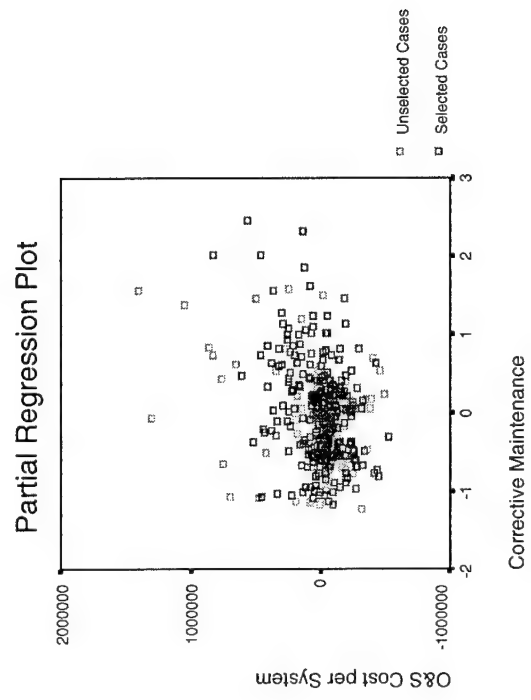 Partial Regression Plot
2000000
1000000
0
-1000000
O&S Cost per System
-2
-1
0
1
2
3
Corrective Maintenance
Unselected Cases
Selected Cases